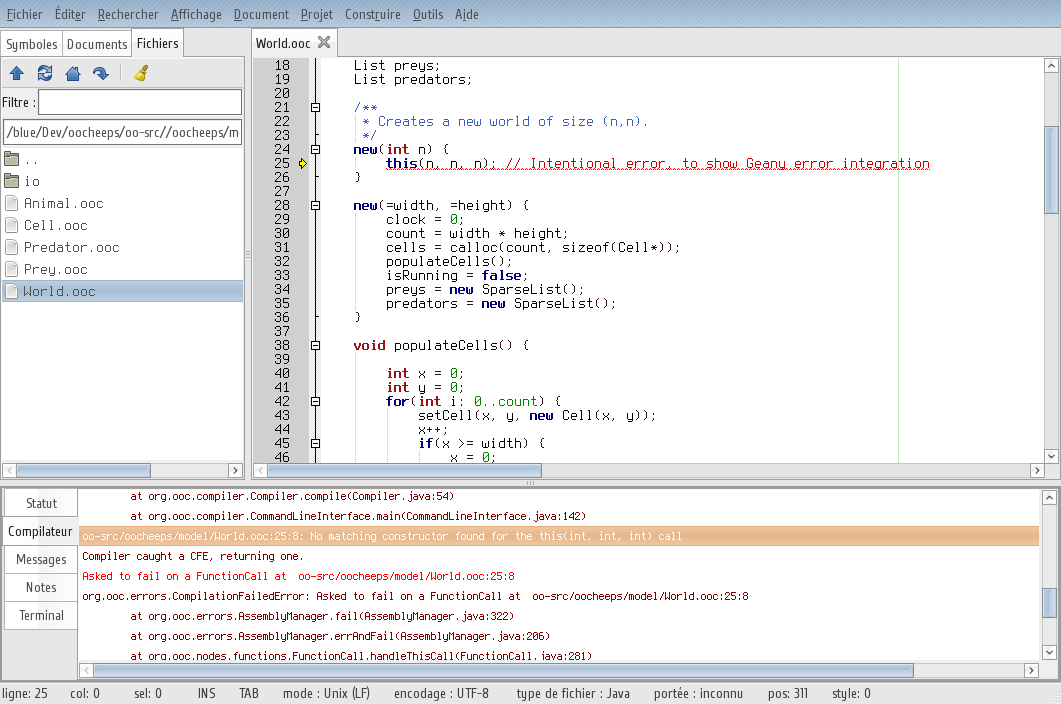 Fichier Éditer Rechercher Affichage Document Projet Construire Outils Aide
Symboles Documents Fichiers
Filtre :
/blue/Dev/oocheeps/oo-src//oocheeps/m
..
io
Animal.ooc
Cell.ooc
Predator.ooc
Prey.ooc
World.ooc
World.ooc
18 List preys;
19 List predators;
20
21 /**
22 * Creates a new world of size (n,n).
23 */
24 new(int n) {
25 this(n, n, n); // Intentional error, to show Geany error integration
26 }
27
28 new(=width, =height) {
29 clock = 0;
30 count = width * height;
31 cells = calloc(count, sizeof(Cell*));
32 populateCells();
33 isRunning = false;
34 preys = new SparseList();
35 predators = new SparseList();
36 }
37
38 void populateCells() {
39
40 int x = 0;
41 int y = 0;
42 for(int i: 0..count) {
43 setCell(x, y, new Cell(x, y));
44 x++;
45 if(x >= width) {
46 x = 0;
Statut
Compilateur
Messages
Notes
Terminal
at org.ooc.compiler.Compiler.compile(Compiler.java:54)
at org.ooc.compiler.CommandLineInterface.main(CommandLineInterface.java:142)
oo-src/oocheeps/model/World.ooc:25:8: No matching constructor found for the this(int, int, int) call
Compiler caught a CFE, returning one.
Asked to fail on a FunctionCall at  oo-src/oocheeps/model/World.ooc:25:8
org.ooc.errors.CompilationFailedError: Asked to fail on a FunctionCall at  oo-src/oocheeps/model/World.ooc:25:8
at org.ooc.errors.AssemblyManager.fail(AssemblyManager.java:322)
at org.ooc.errors.AssemblyManager.errAndFail(AssemblyManager.java:206)
at org.ooc.nodes.functions.FunctionCall.handleThisCall(FunctionCall.java:281)
ligne: 25 col: 0 sel: 0 INS TAB mode : Unix (LF) encodage : UTF-8 type de fichier : Java portée : inconnu pos: 311 style: 0